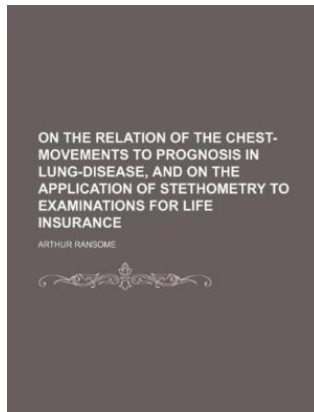 ON THE RELATION OF THE CHEST-
MOVEMENTS TO PROGNOSIS IN
LUNG-DISEASE, AND ON THE
APPLICATION OF STETHOMETRY TO
EXAMINATIONS FOR LIFE
INSURANCE
ARTHUR RANSOME